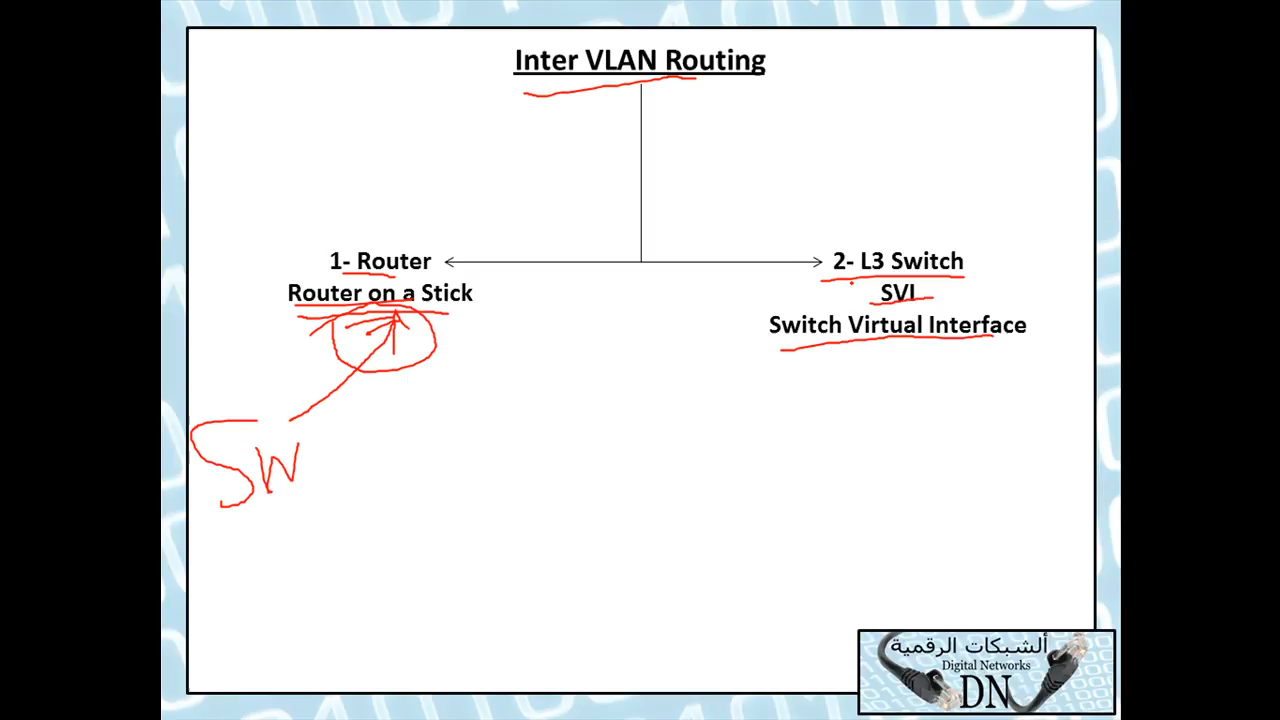 Inter VLAN Routing
1- Router
Router on a Stick
2- L3 Switch
SVI
Switch Virtual Interface
SW
ألشبكات الرقمية
Digital Networks
DN